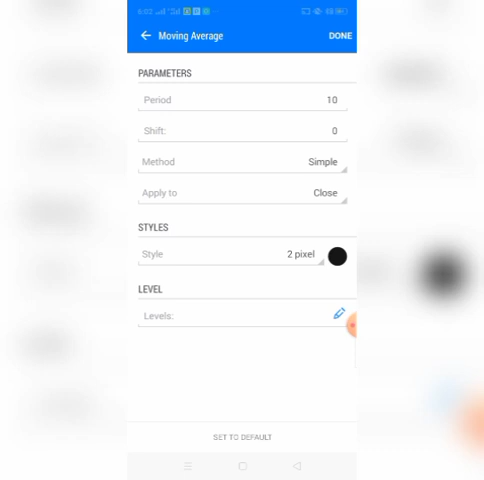 6:02
Moving Average DONE
PARAMETERS
Period 10
Shift: 0
Method Simple
Apply to Close
STYLES
Style 2 pixel
LEVEL
Levels:
SET TO DEFAULT